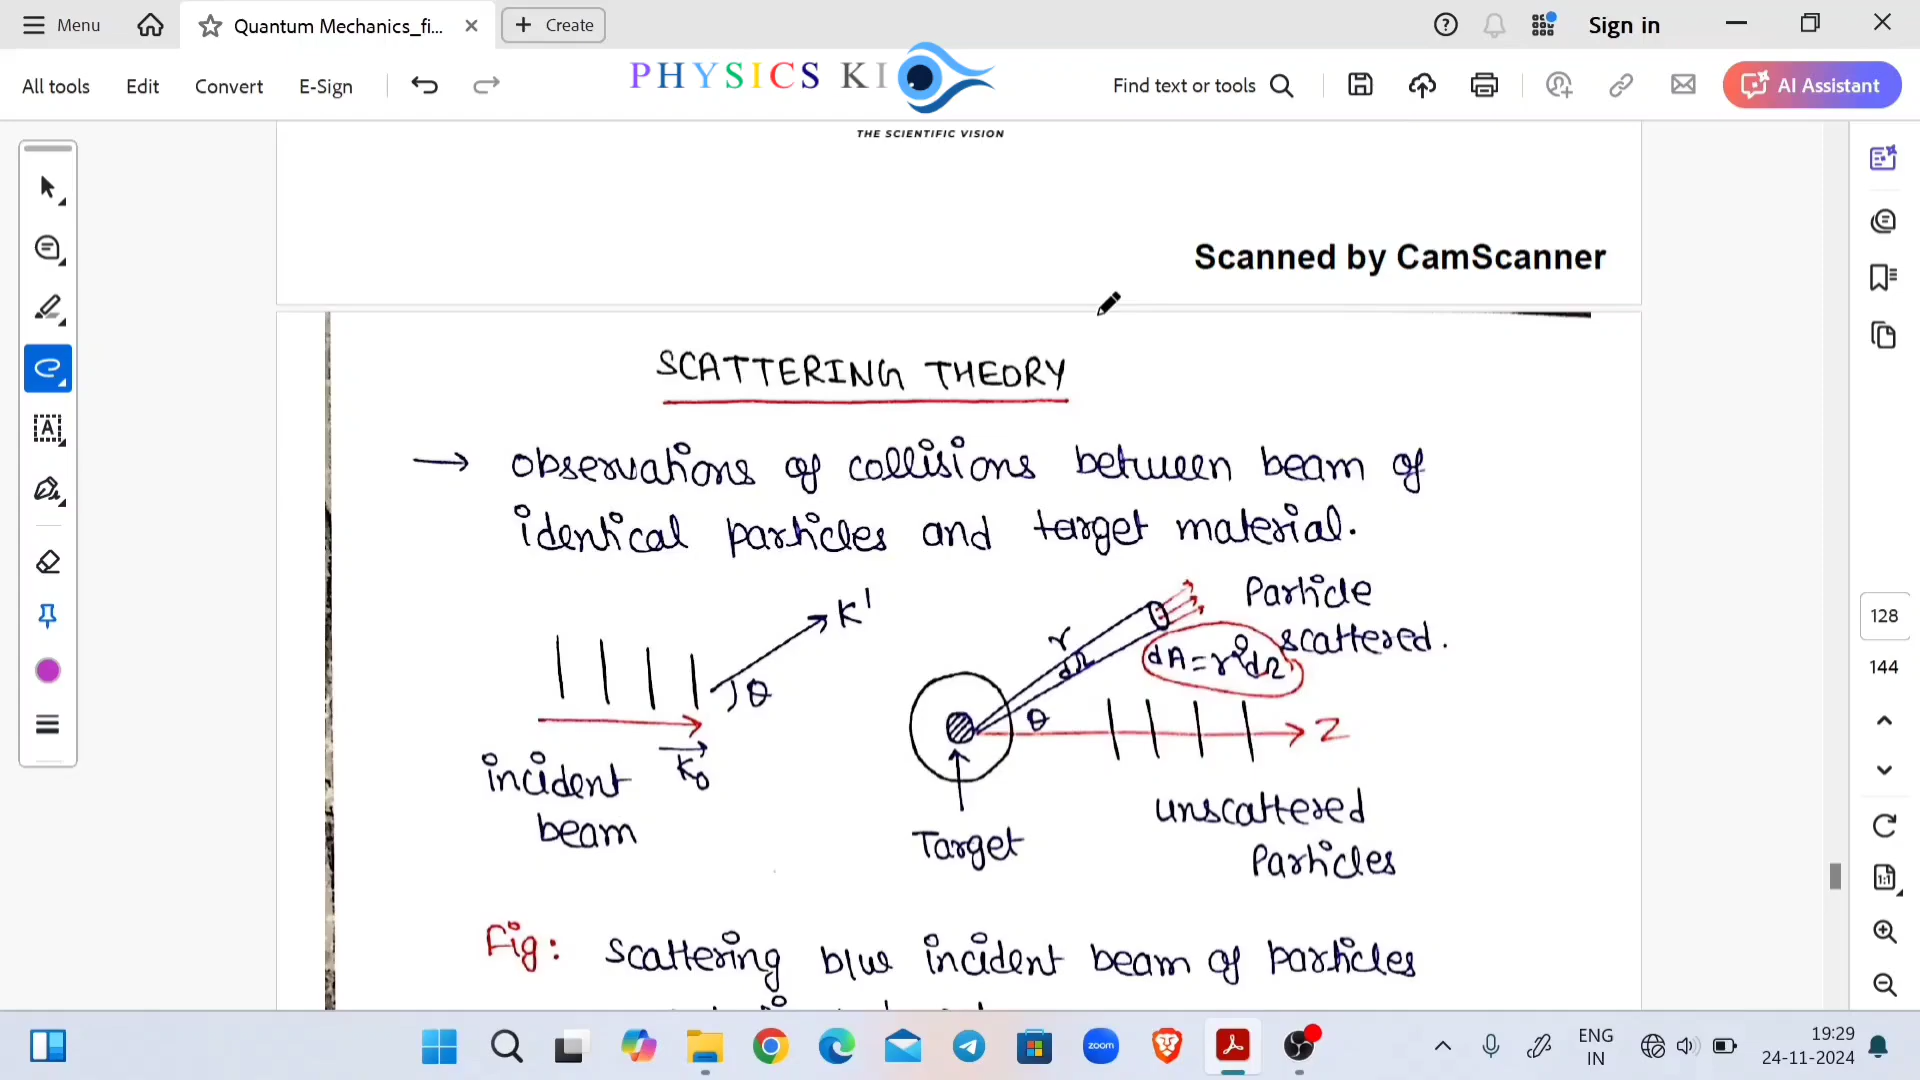 Menu
Quantum Mechanics_fi...
Create
Sign in
All tools
Edit
Convert
E-Sign
PHYSICS KI
THE SCIENTIFIC VISION
Find text or tools
AI Assistant
Scanned by CamScanner
SCATTERING THEORY
→ observations of collisions between beam of
identical particles and target material.
K'
θ
incident
beam
K₀
r
dΩ
dA = r²dΩ
Particle
scattered.
θ
Z
Target
unscattered
Particles
Fig: scattering b/w incident beam of particles
128
144
1:1
zoom
ENG
IN
19:29
24-11-2024